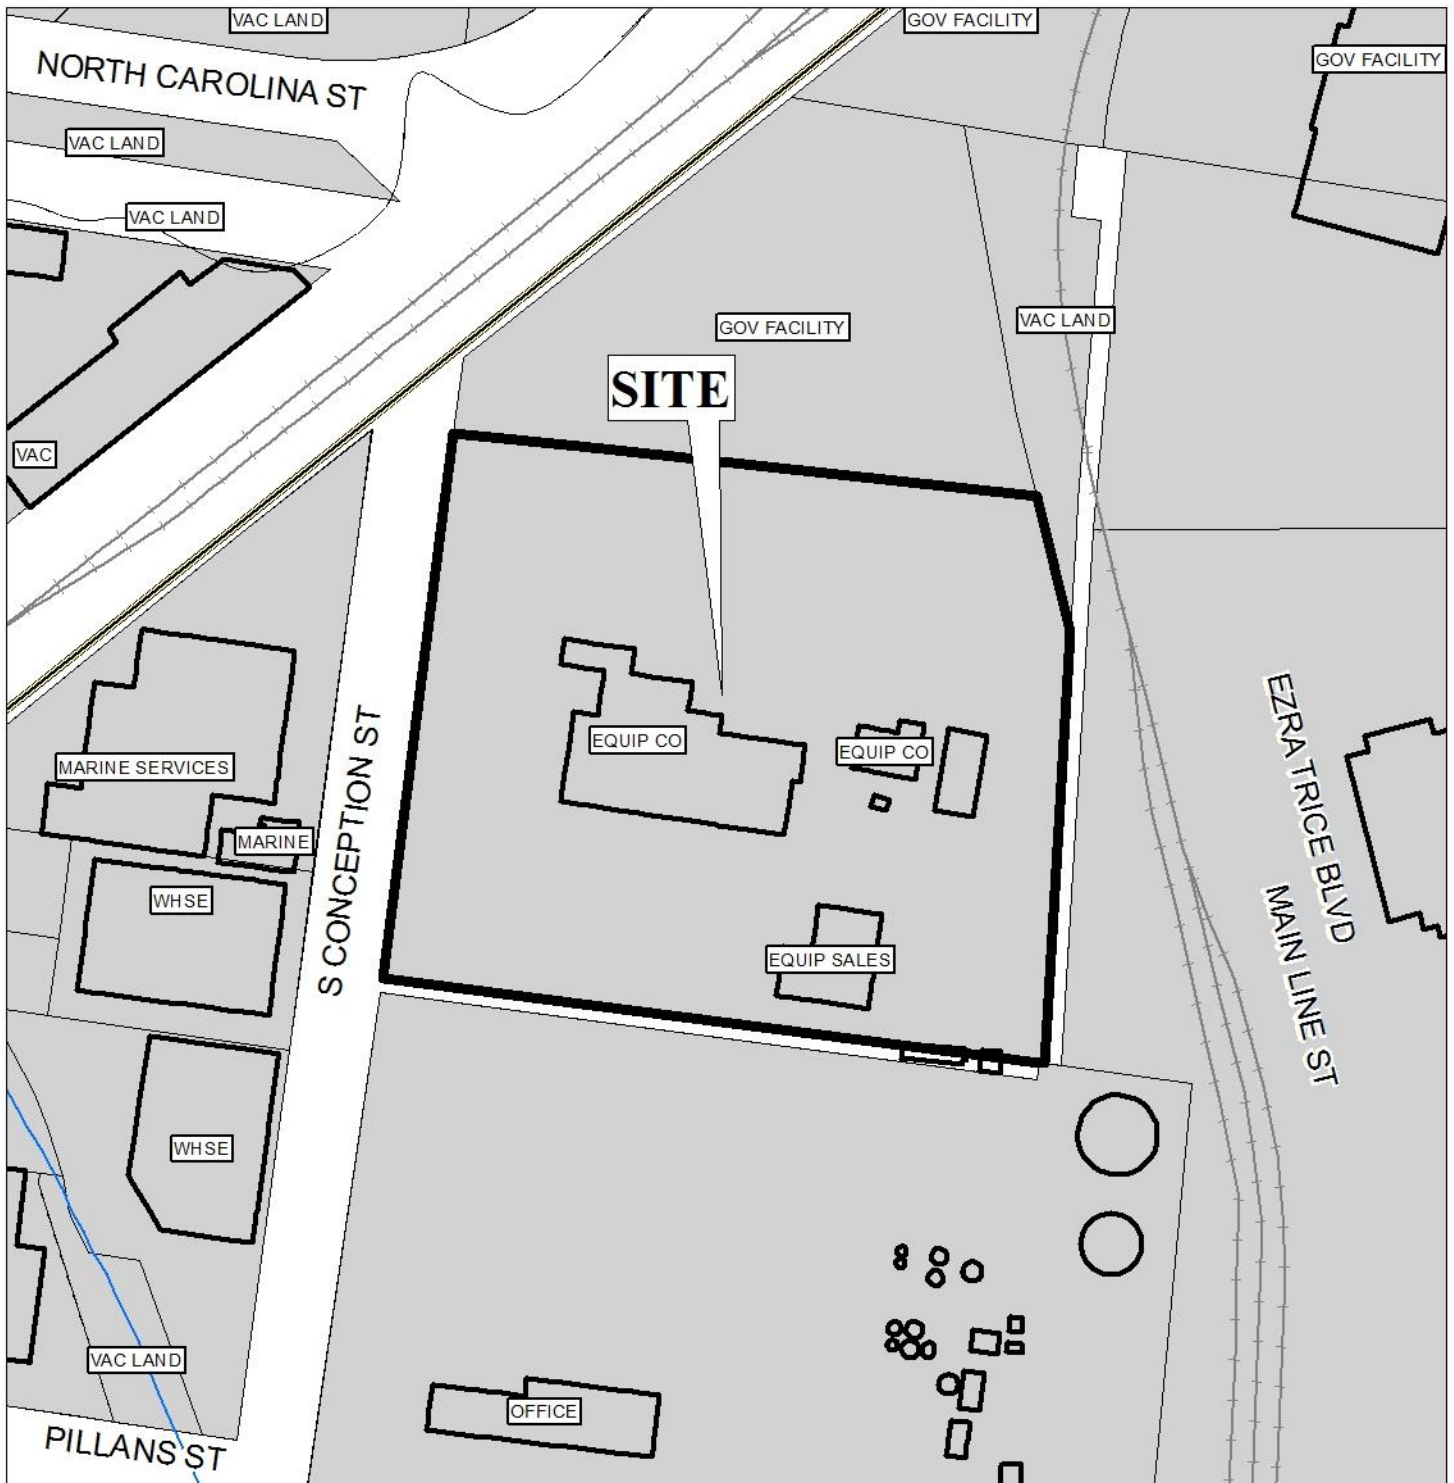 VAC LAND
GOV FACILITY
GOV FACILITY
NORTH CAROLINA ST
VAC LAND
VAC LAND
GOV FACILITY
VAC LAND
SITE
VAC
EQUIP CO
EQUIP CO
MARINE SERVICES
MARINE
S CONCEPTION ST
EZRA TRICE BLVD
WHSE
EQUIP SALES
MAIN LINE ST
WHSE
VAC LAND
OFFICE
PILLANS ST